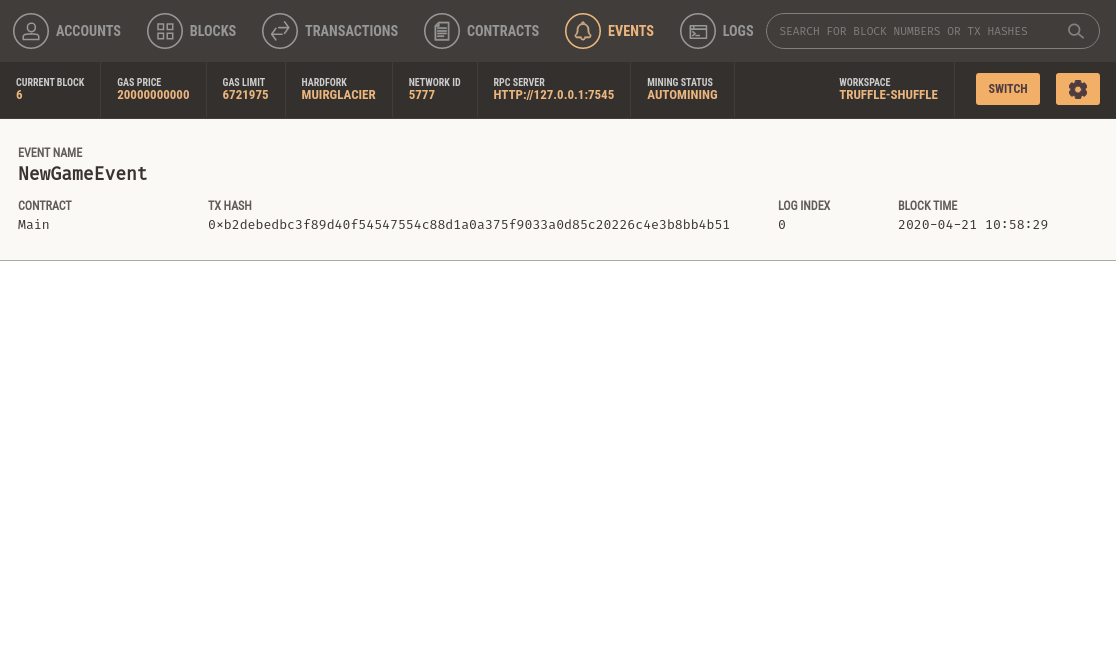 ACCOUNTS BLOCKS TRANSACTIONS CONTRACTS EVENTS LOGS SEARCH FOR BLOCK NUMBERS OR TX HASHES
CURRENT BLOCK GAS PRICE GAS LIMIT HARDFORK NETWORK ID RPC SERVER MINING STATUS WORKSPACE
6 20000000000 6721975 MUIRGLACIER 5777 HTTP://127.0.0.1:7545 AUTOMINING TRUFFLE-SHUFFLE SWITCH
EVENT NAME
NewGameEvent
CONTRACT TX HASH LOG INDEX BLOCK TIME
Main 0×b2debedbc3f89d40f54547554c88d1a0a375f9033a0d85c20226c4e3b8bb4b51 0 2020-04-21 10:58:29